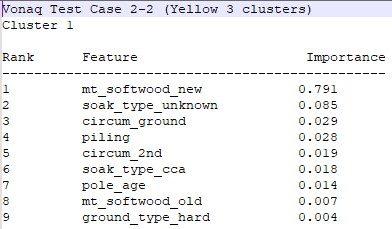 Vonaq Test Case 2-2 (Yellow 3 clusters)
Cluster 1
Rank Feature Importance
------------------------------------------------
1 mt_softwood_new 0.791
2 soak_type_unknown 0.085
3 circum_ground 0.029
4 piling 0.028
5 circum_2nd 0.019
6 soak_type_cca 0.018
7 pole_age 0.014
8 mt_softwood_old 0.007
9 ground_type_hard 0.004